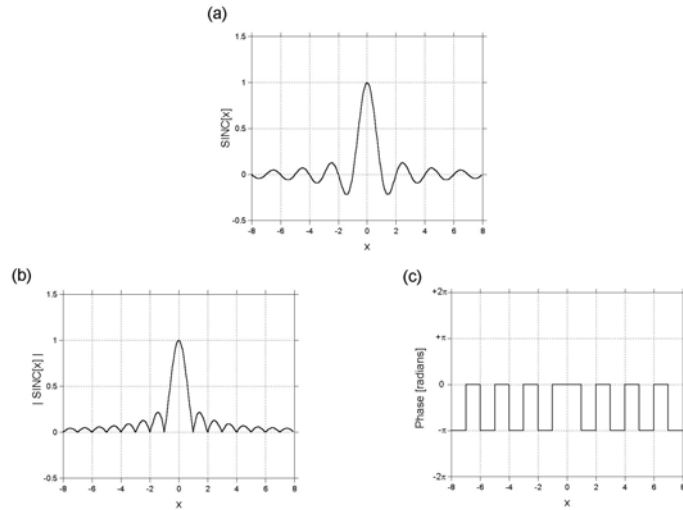 (a)
1.5
1
0.5
0
-0.5
SINC[x]
-8 -6 -4 -2 0 2 4 6 8
x
(b)
1.5
1
0.5
0
-0.5
| SINC[x] |
-8 -6 -4 -2 0 2 4 6 8
x
(c)
+2π
+π
0
-π
-2π
Phase [radians]
-8 -6 -4 -2 0 2 4 6 8
x